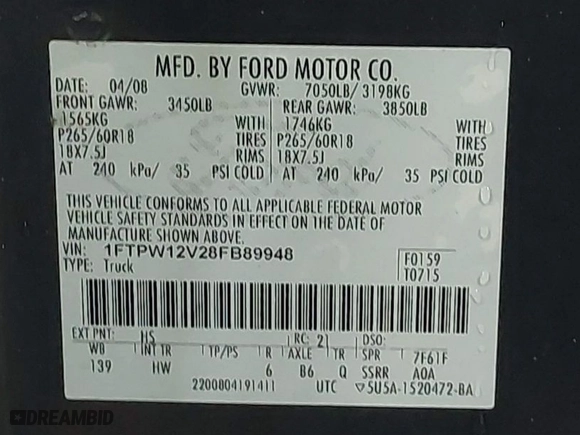 MFD. BY FORD MOTOR CO.
DATE: 04/08 GVWR: 7050LB/ 3198KG
FRONT GAWR: 3450LB REAR GAWR: 3850LB
1565KG WITH 1746KG WITH
P265/60R18 TIRES P265/60R18 TIRES
18X7.5J RIMS 18X7.5J RIMS
AT 240 kPa/ 35 PSI COLD AT 240 kPa/ 35 PSI COLD
THIS VEHICLE CONFORMS TO ALL APPLICABLE FEDERAL MOTOR
VEHICLE SAFETY STANDARDS IN EFFECT ON THE DATE OF
MANUFACTURE SHOWN ABOVE.
VIN: 1FTPW12V28FB89948 F0159
TYPE: Truck T0715
EXT PNT: HS RC: 21 DSO:
WB INT TR TP/PS R AXLE TR SPR 7F61F
139 HW 6 B6 Q SSRR A0A
2200804191411 UTC ▽5U5A-1520472-BA
DREAMBID